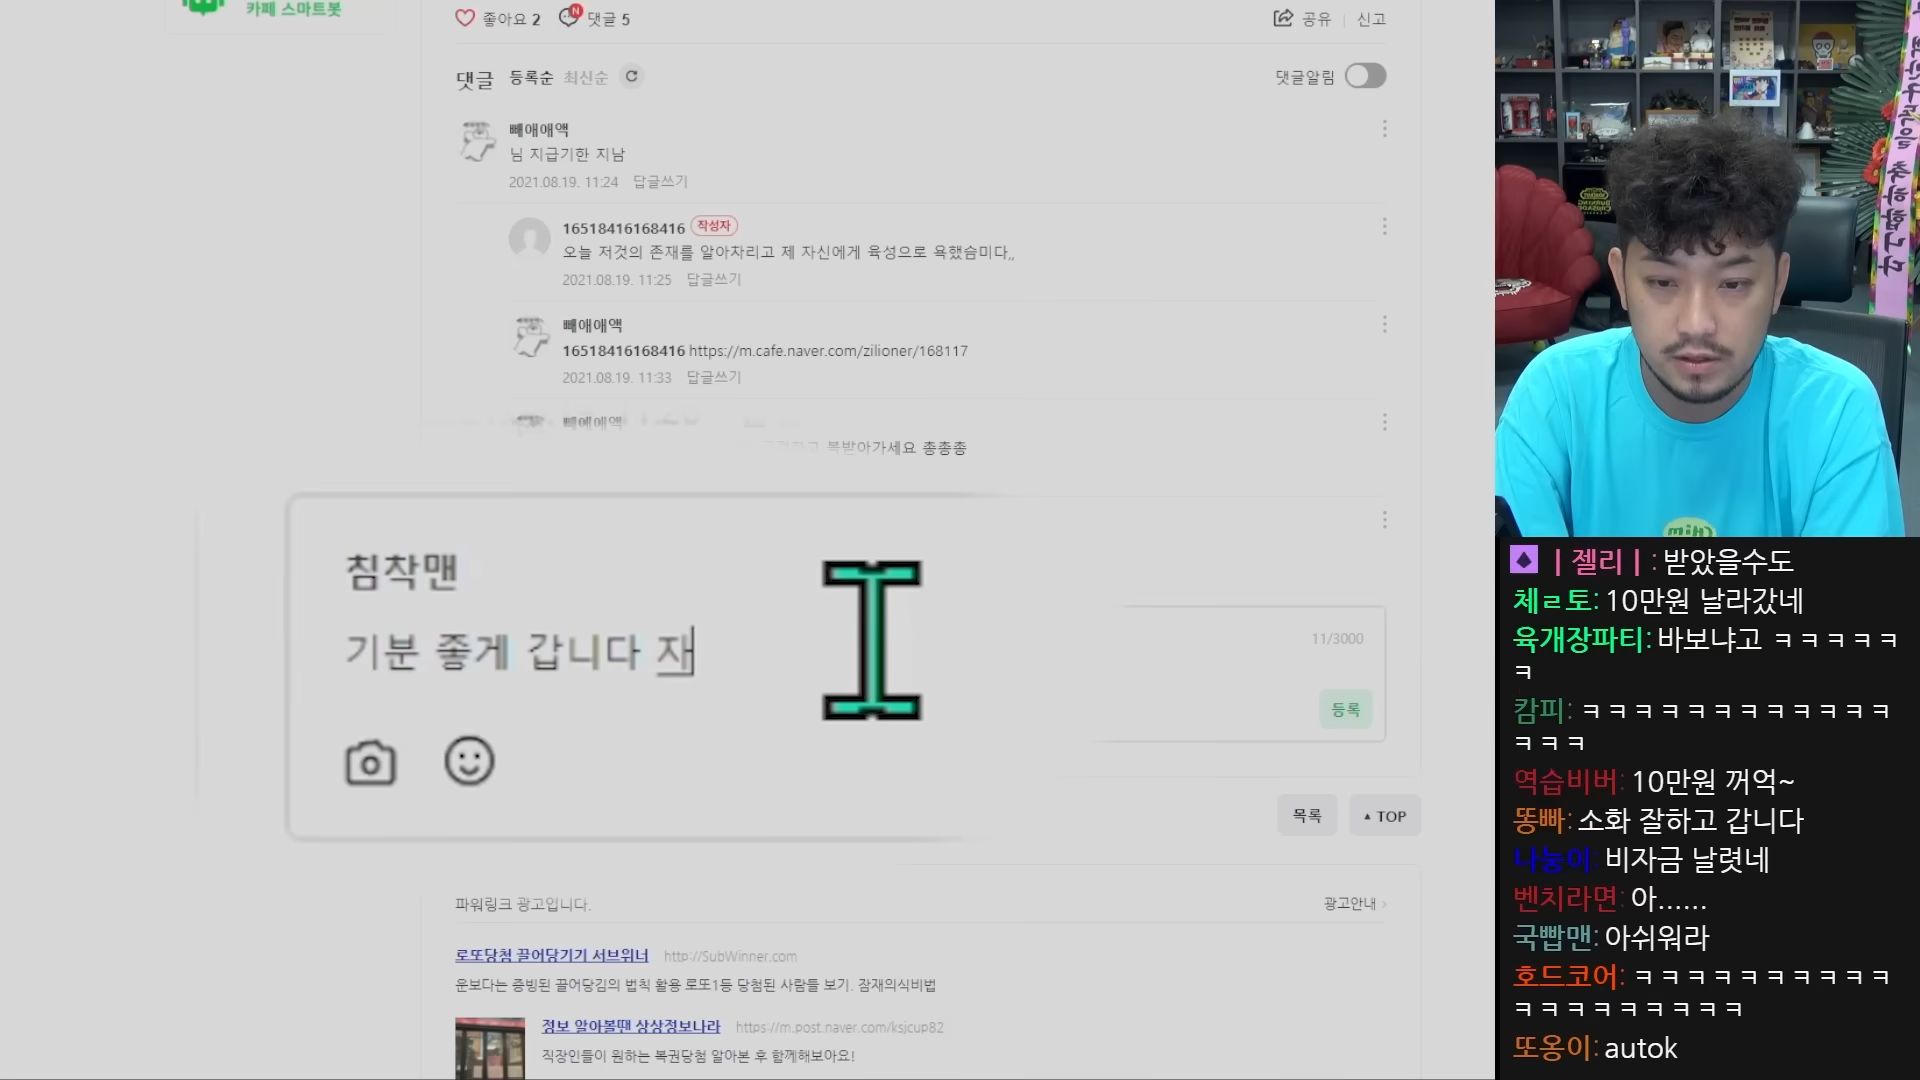 카페 스마트봇
좋아요 2 N 댓글 5
공유 | 신고
댓글 등록순 최신순
댓글알림
빼애애액
님 지급기한 지남
2021.08.19. 11:24 답글쓰기
16518416168416 작성자
오늘 저것의 존재를 알아차리고 제 자신에게 육성으로 욕했슴미다,,
2021.08.19. 11:25 답글쓰기
빼애애액
16518416168416 https://m.cafe.naver.com/zilioner/168117
2021.08.19. 11:33 답글쓰기
빼애애액
복받아가세요 총총총
침착맨
기분 좋게 갑니다 자
11/3000
등록
목록
TOP
파워링크 광고입니다.
광고안내
로또당첨 끌어당기기 서브위너 http://SubWinner.com
운보다는 증빙된 끌어당김의 법칙 활용 로또1등 당첨된 사람들 보기. 잠재의식비법
정보 알아볼땐 상상정보나라 https://m.post.naver.com/ksjcup82
직장인들이 원하는 복권당첨 알아본 후 함께해보아요!
축하합니다
| 젤리 | : 받았을수도
체ㄹ토: 10만원 날라갔네
육개장파티: 바보냐고 ㅋㅋㅋㅋㅋ
ㅋ
캄피: ㅋㅋㅋㅋㅋㅋㅋㅋㅋㅋㅋㅋ
ㅋㅋㅋ
역습비버: 10만원 꺼억~
똥빠: 소화 잘하고 갑니다
나눙이: 비자금 날렷네
벤치라면: 아......
국빱맨: 아쉬워라
호드코어: ㅋㅋㅋㅋㅋㅋㅋㅋㅋㅋ
ㅋㅋㅋㅋㅋㅋㅋㅋㅋ
또옹이: autok